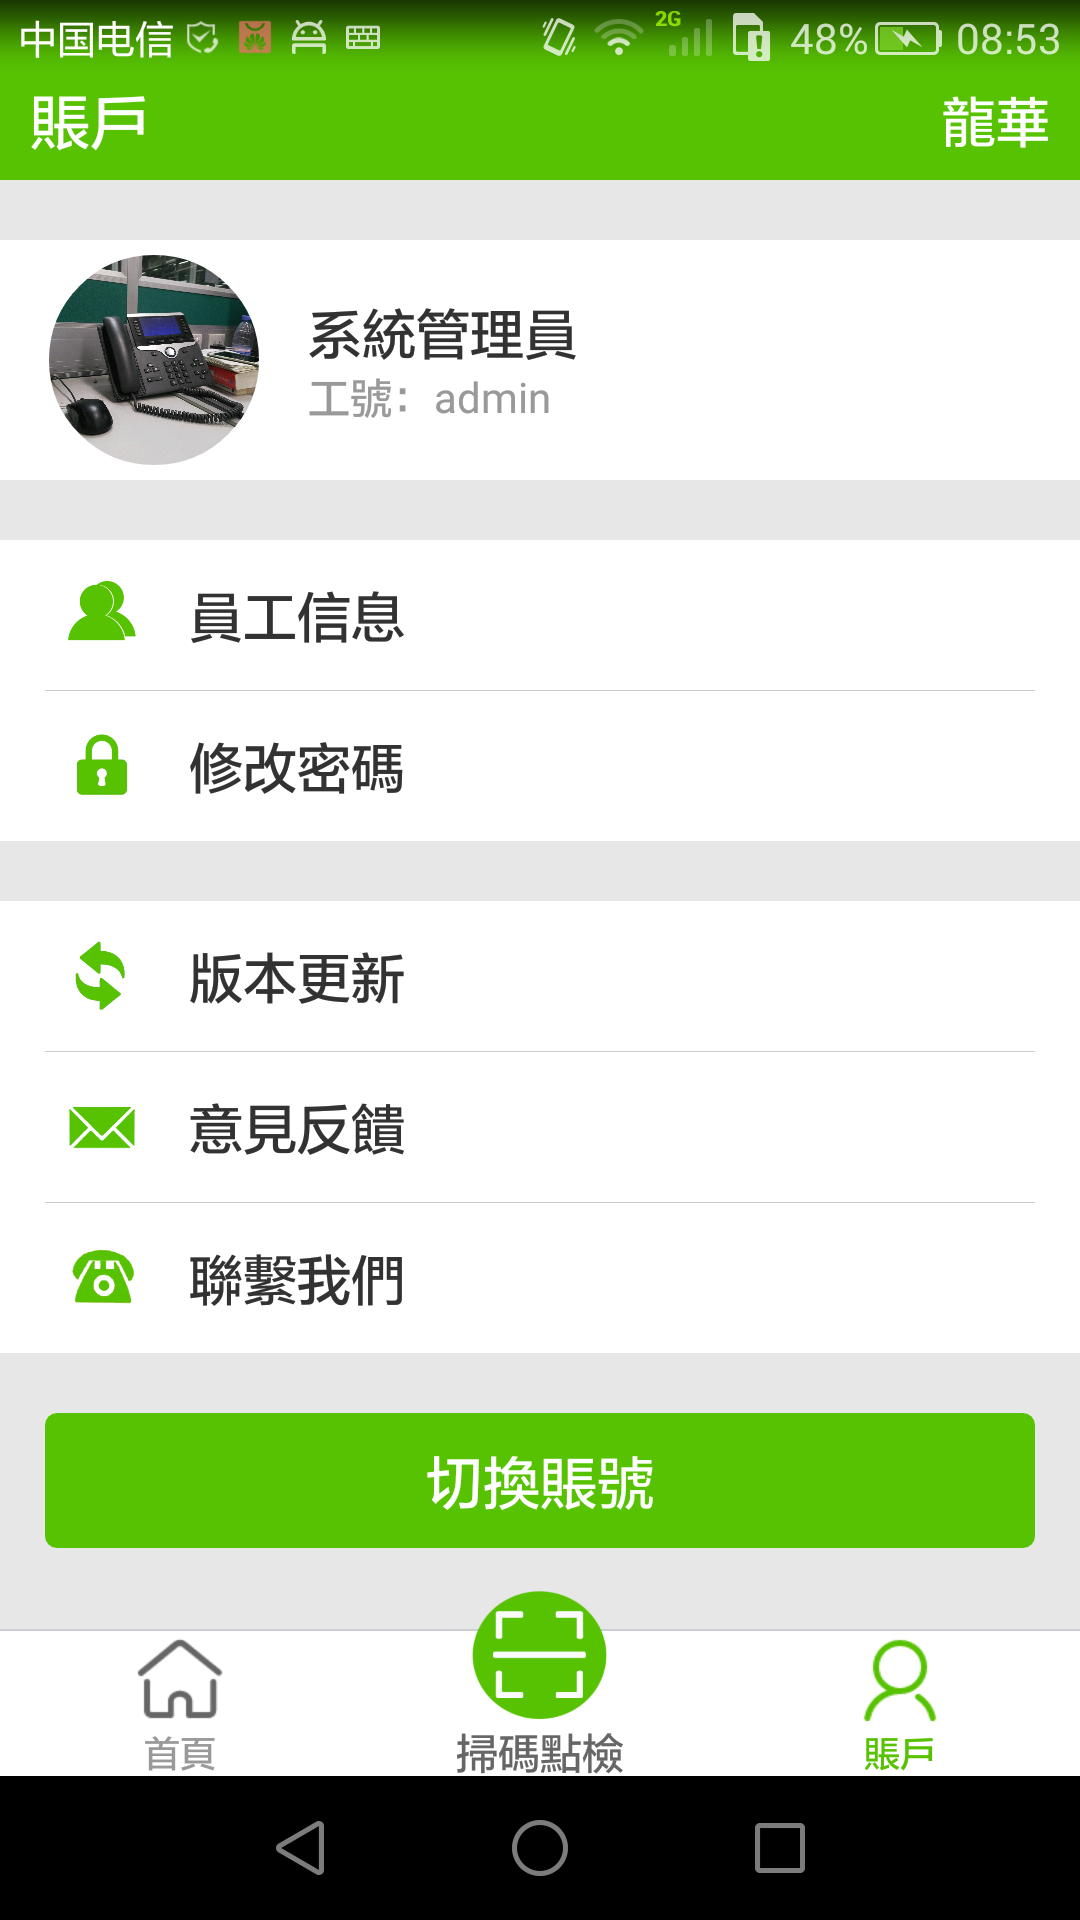 中国电信 2G 48% 08:53
賬戶 龍華
系統管理員
工號：admin
員工信息
修改密碼
版本更新
意見反饋
聯繫我們
切換賬號
首頁 掃碼點檢 賬戶